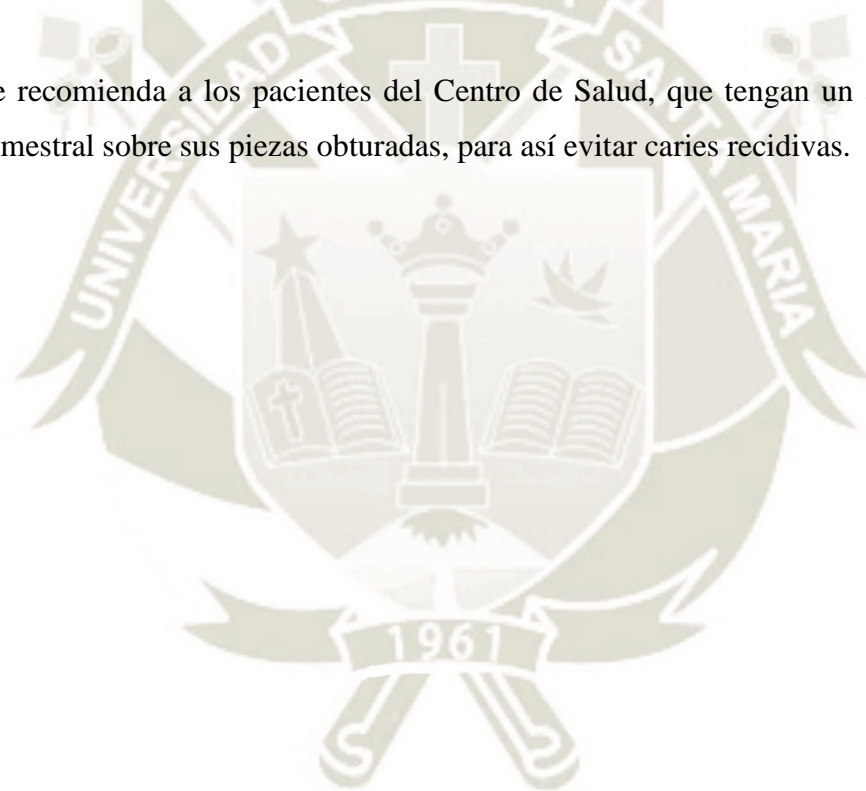 e recomienda a los pacientes del Centro de Salud, que tengan un
mestral sobre sus piezas obturadas, para así evitar caries recidivas.
UNIVERSIDAD
SANTA MARIA
1961